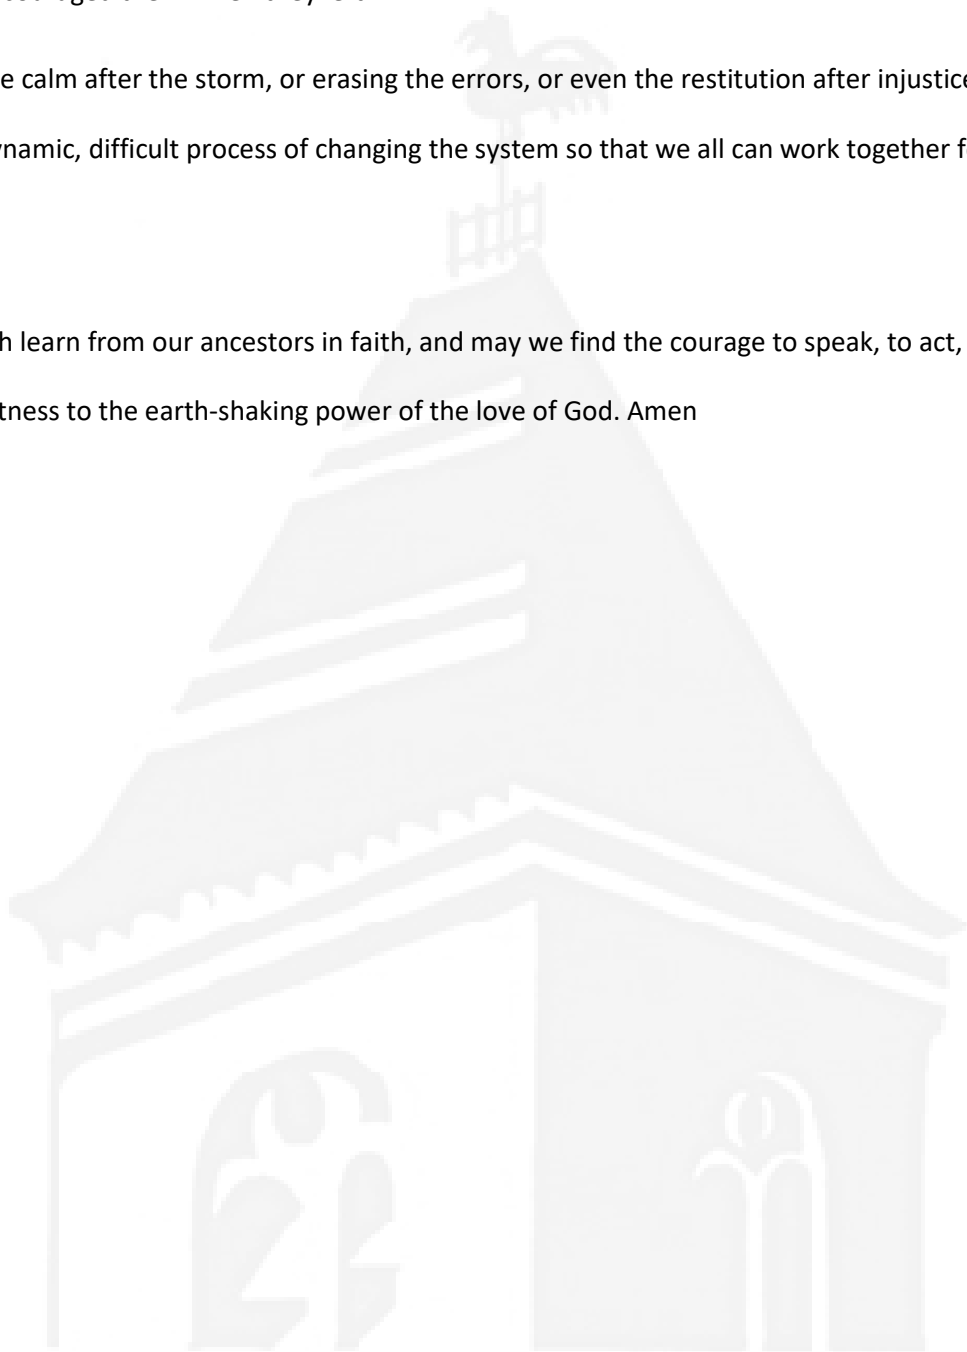 e calm after the storm, or erasing the errors, or even the restitution after injustice
namic, difficult process of changing the system so that we all can work together f
h learn from our ancestors in faith, and may we find the courage to speak, to act,
tness to the earth-shaking power of the love of God. Amen